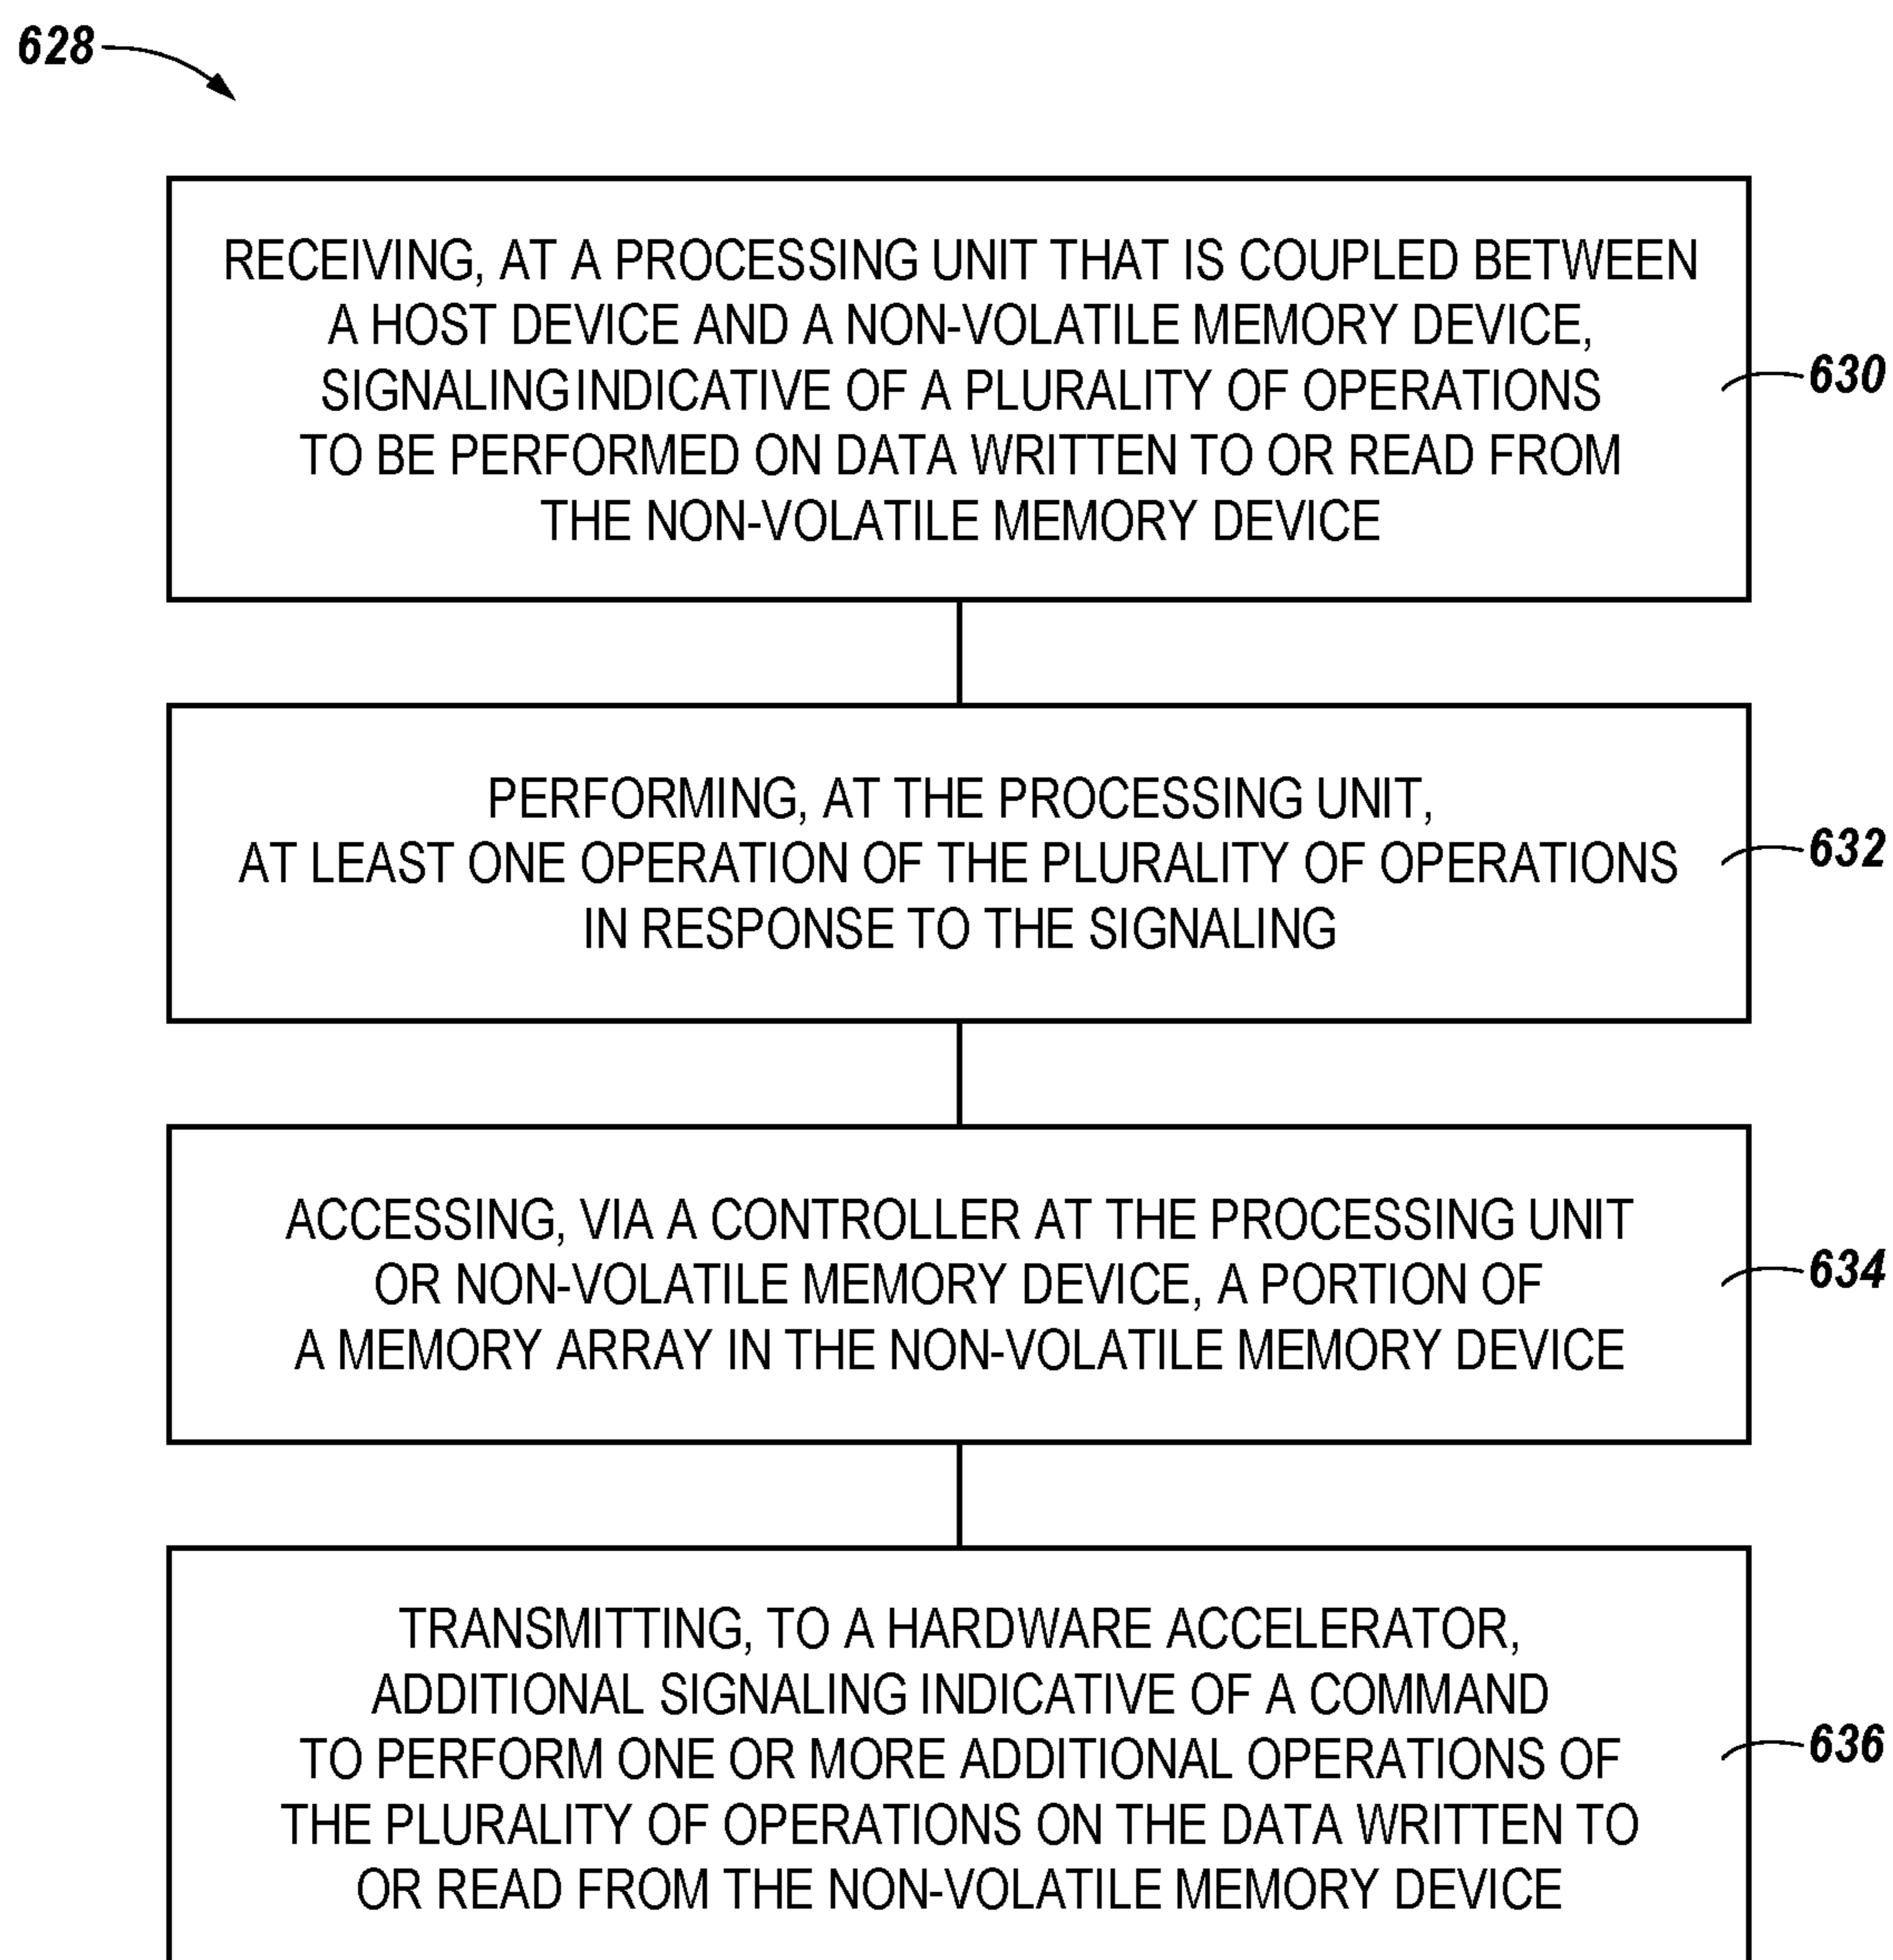 628
RECEIVING, AT A PROCESSING UNIT THAT IS COUPLED BETWEEN
A HOST DEVICE AND A NON-VOLATILE MEMORY DEVICE,
SIGNALING INDICATIVE OF A PLURALITY OF OPERATIONS
TO BE PERFORMED ON DATA WRITTEN TO OR READ FROM
THE NON-VOLATILE MEMORY DEVICE
630
PERFORMING, AT THE PROCESSING UNIT,
AT LEAST ONE OPERATION OF THE PLURALITY OF OPERATIONS
IN RESPONSE TO THE SIGNALING
632
ACCESSING, VIA A CONTROLLER AT THE PROCESSING UNIT
OR NON-VOLATILE MEMORY DEVICE, A PORTION OF
A MEMORY ARRAY IN THE NON-VOLATILE MEMORY DEVICE
634
TRANSMITTING, TO A HARDWARE ACCELERATOR,
ADDITIONAL SIGNALING INDICATIVE OF A COMMAND
TO PERFORM ONE OR MORE ADDITIONAL OPERATIONS OF
THE PLURALITY OF OPERATIONS ON THE DATA WRITTEN TO
OR READ FROM THE NON-VOLATILE MEMORY DEVICE
636